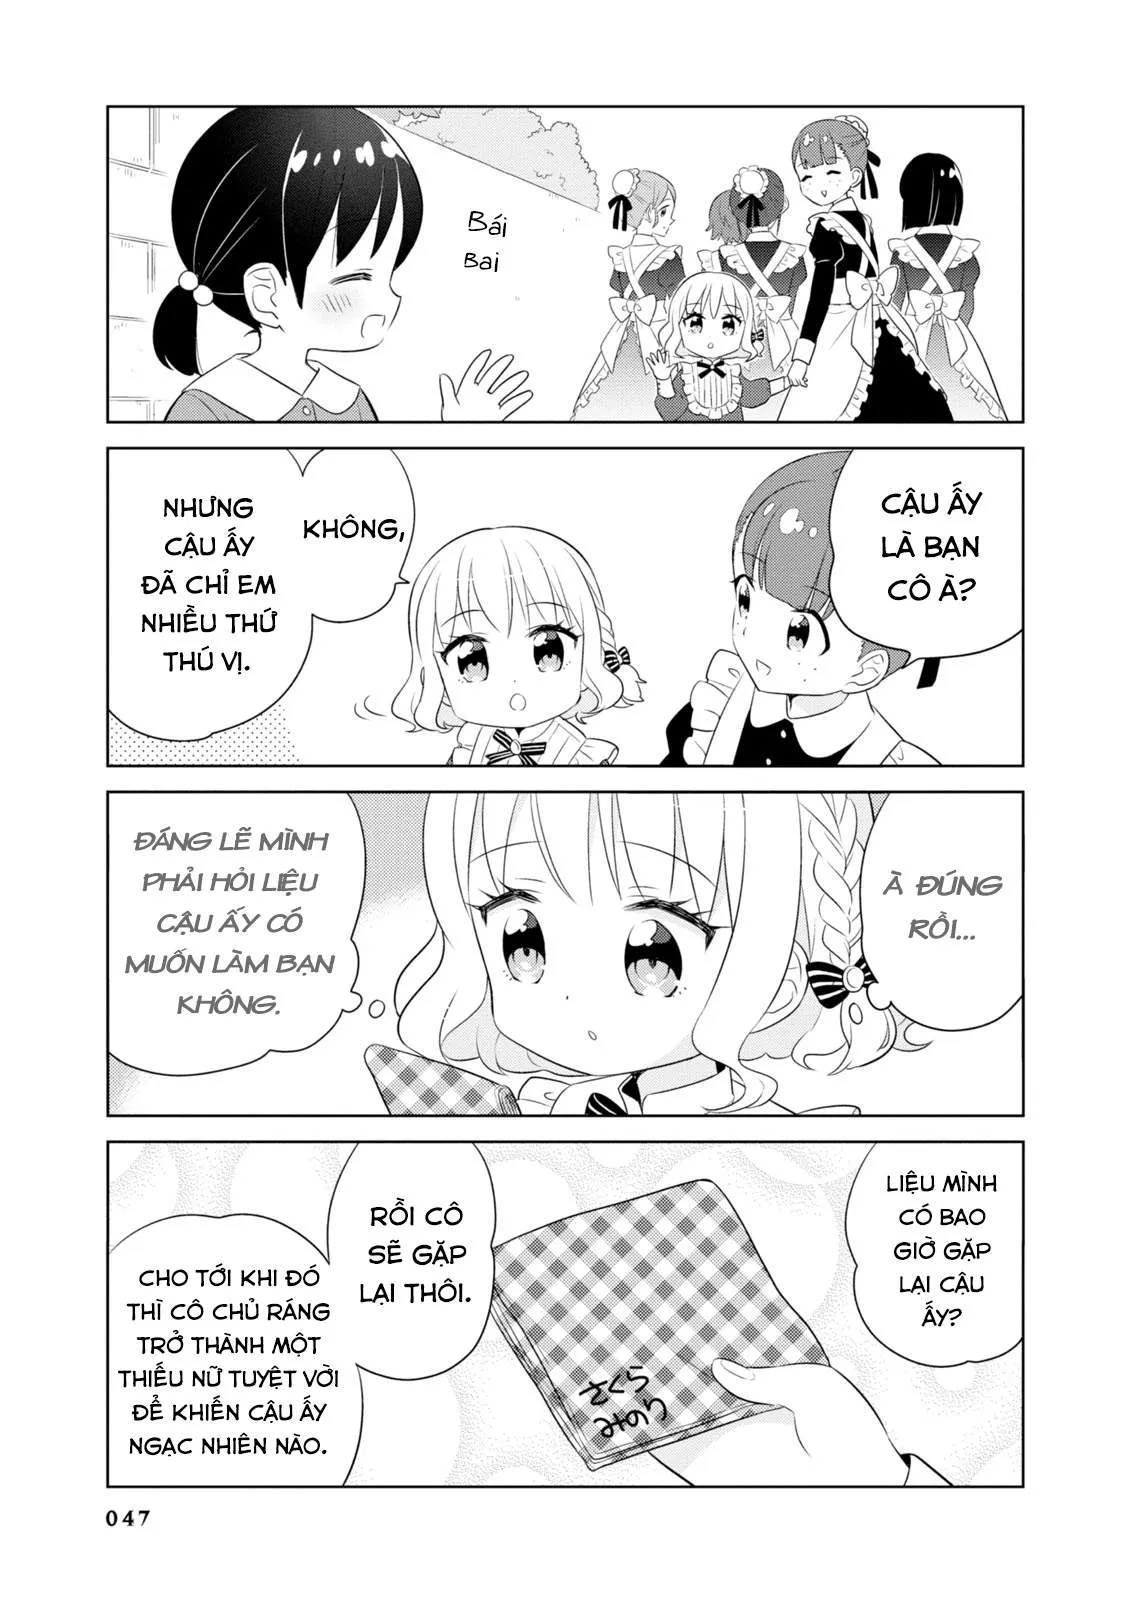 Bái
Bai
CẬU ẤY
LÀ BẠN
CÔ À?
KHÔNG,
NHƯNG
CẬU ẤY
ĐÃ CHỈ EM
NHIỀU THỨ
THÚ VỊ.
À ĐÚNG
RỒI...
ĐÁNG LẼ MÌNH
PHẢI HỎI LIỆU
CẬU ẤY CÓ
MUỐN LÀM BẠN
KHÔNG.
LIỆU MÌNH
CÓ BAO
GIỜ GẶP
LẠI CẬU
ẤY?
RỒI CÔ
SẼ GẶP
LẠI THÔI.
CHO TỚI KHI ĐÓ
THÌ CÔ CHỦ RÁNG
TRỞ THÀNH MỘT
THIẾU NỮ TUYỆT VỜI
ĐỂ KHIẾN CẬU ẤY
NGẠC NHIÊN NÀO.
さくら
みのり
047